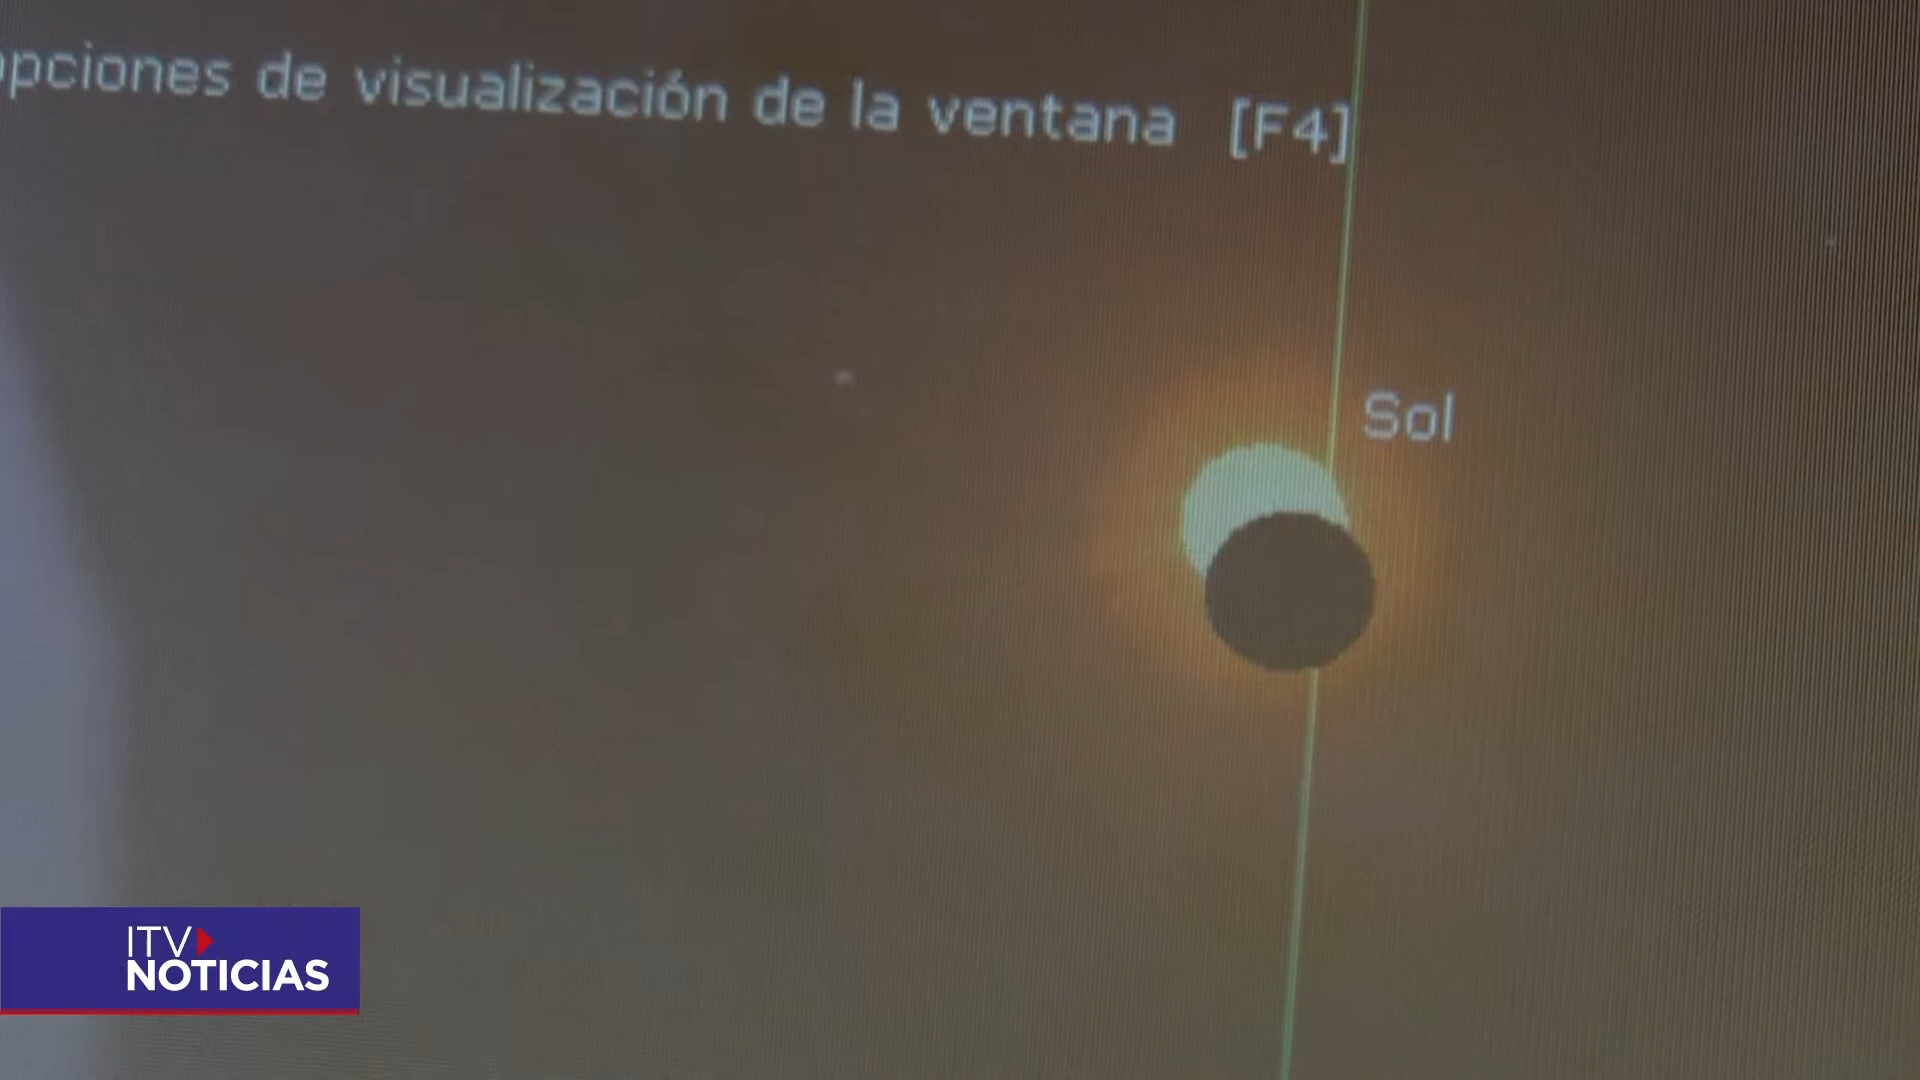 opciones de visualización de la ventana [F4]
Sol
ITV
NOTICIAS